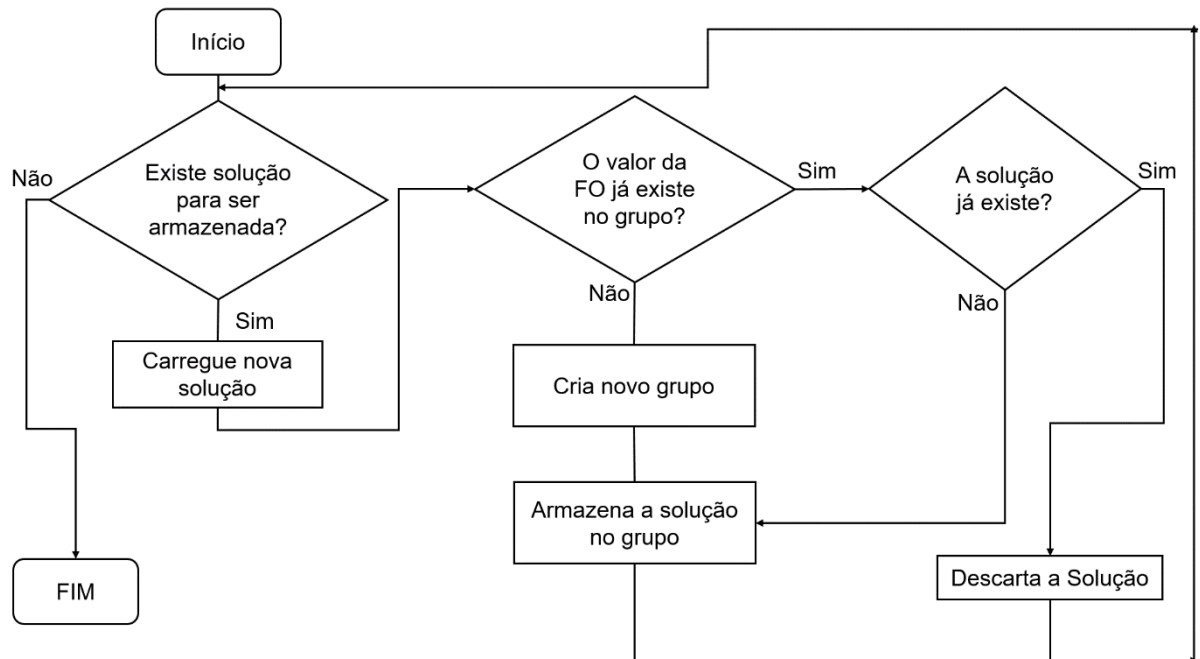 Início
Não
Existe solução
para ser
armazenada?
Sim
Carregue nova
solução
O valor da
FO já existe
no grupo?
Sim
Não
A solução
já existe?
Sim
Não
Cria novo grupo
Armazena a solução
no grupo
Descarta a Solução
FIM